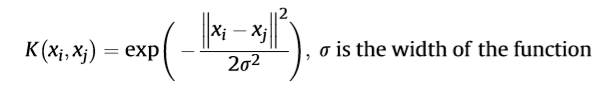 K(x_i, x_j) = exp(−‖x_i − x_j‖²/2σ²), σ is the width of the function